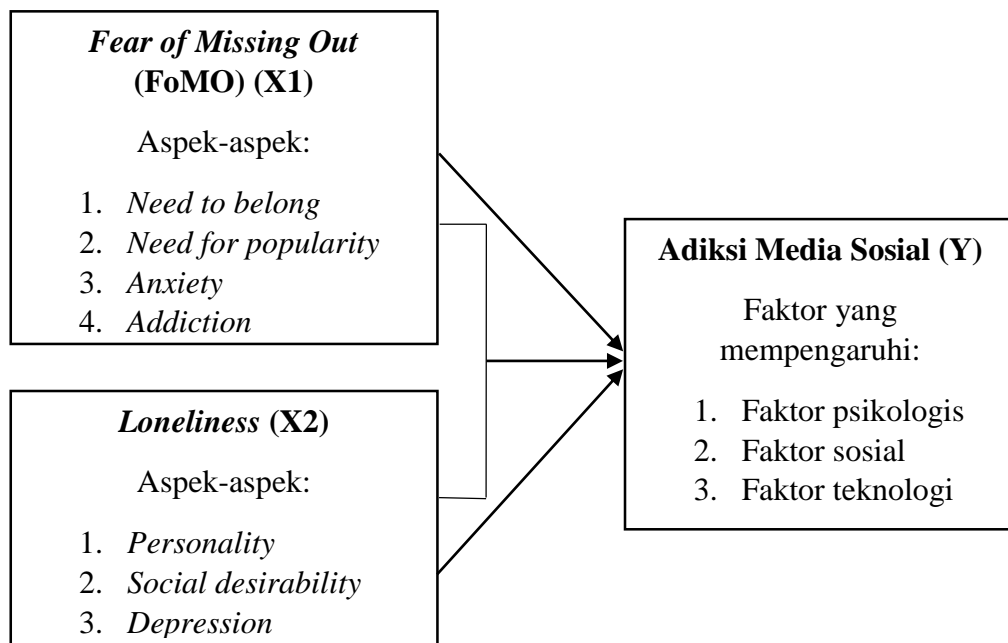 Fear of Missing Out
(FoMO) (X1)
Aspek-aspek:
1. Need to belong
2. Need for popularity
3. Anxiety
4. Addiction
Loneliness (X2)
Aspek-aspek:
1. Personality
2. Social desirability
3. Depression
Adiksi Media Sosial (Y)
Faktor yang
mempengaruhi:
1. Faktor psikologis
2. Faktor sosial
3. Faktor teknologi